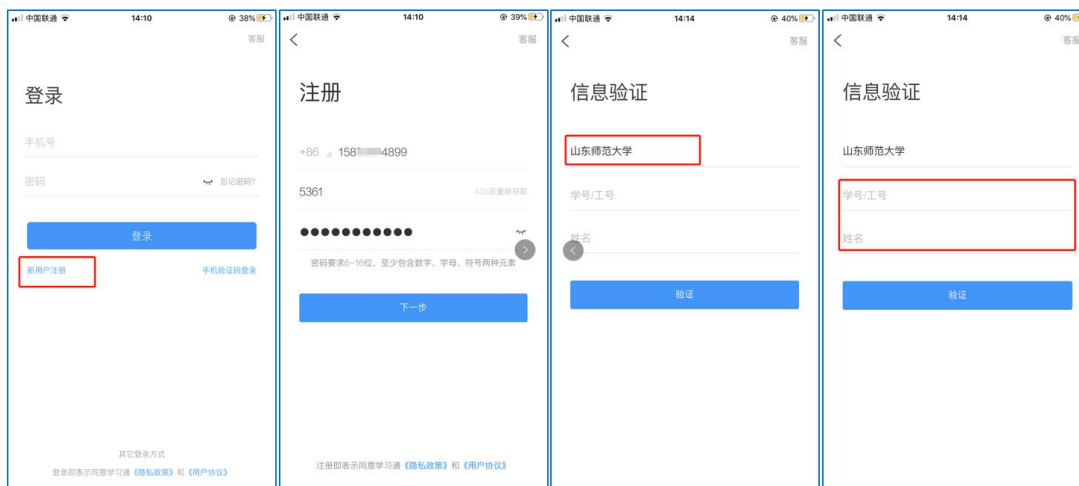 中国联通 14:10 38%
客服
登录
手机号
密码 忘记密码?
登录
新用户注册 手机验证码登录
其它登录方式
登录即表示同意学习通《隐私政策》和《用户协议》
中国联通 14:10 39%
客服
注册
+86 158 4899
5361 43s后重新获取
密码要求6-16位，至少包含数字、字母、符号两种元素
下一步
注册即表示同意学习通《隐私政策》和《用户协议》
中国联通 14:14 40%
客服
信息验证
山东师范大学
学号/工号
姓名
验证
中国联通 14:14 40%
客服
信息验证
山东师范大学
学号/工号
姓名
验证